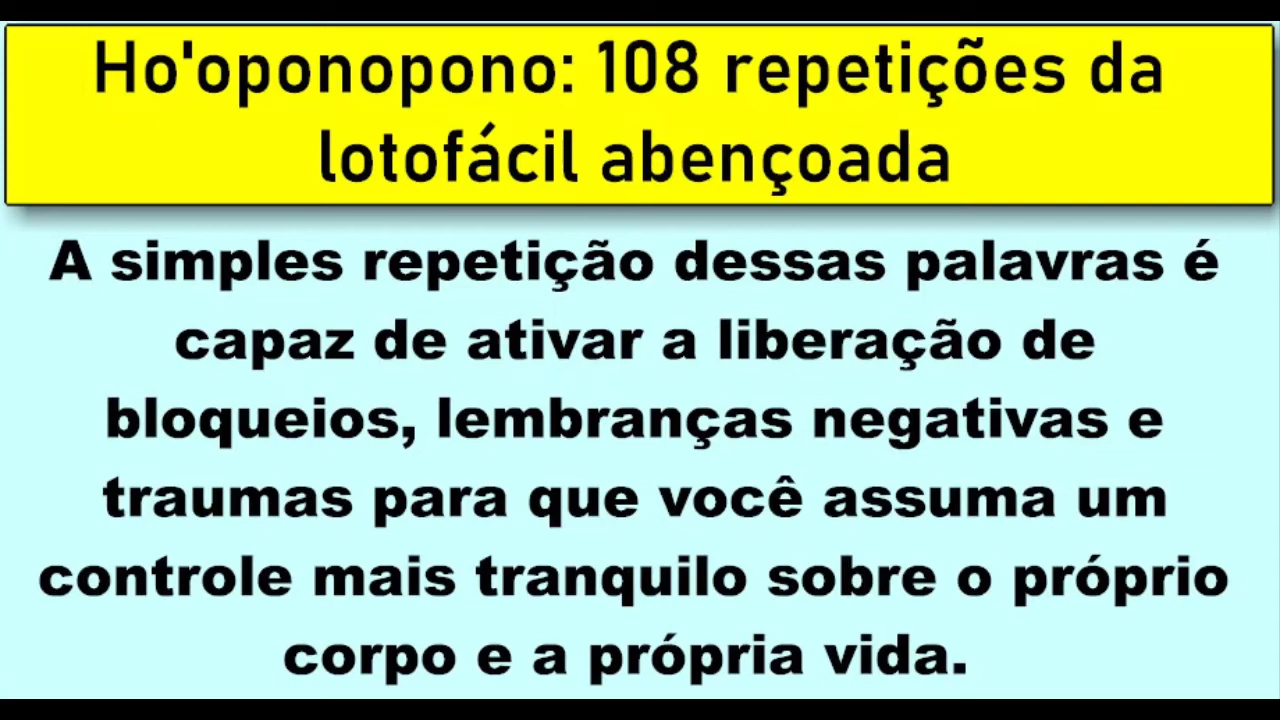 Ho'oponopono: 108 repetições da
lotofácil abençoada
A simples repetição dessas palavras é
capaz de ativar a liberação de
bloqueios, lembranças negativas e
traumas para que você assuma um
controle mais tranquilo sobre o próprio
corpo e a própria vida.